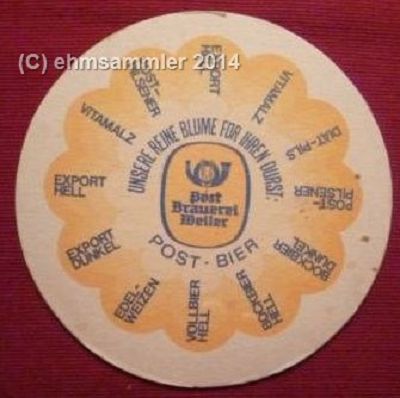 (C) ehmsammler 2014
UNSERE REINE BLUME FÜR IHREN DURST:
Post
Brauerei
Weiler
POST-BIER
EXPORT
HELL
VITAMALZ
DIÄT-PILS
POST-
PILSENER
BOCKBIER
DUNKEL
BOCKBIER
HELL
VOLLBIER
HELL
EDEL-
WEIZEN
EXPORT
DUNKEL
EXPORT
HELL
VITAMALZ
POST-
PILSENER